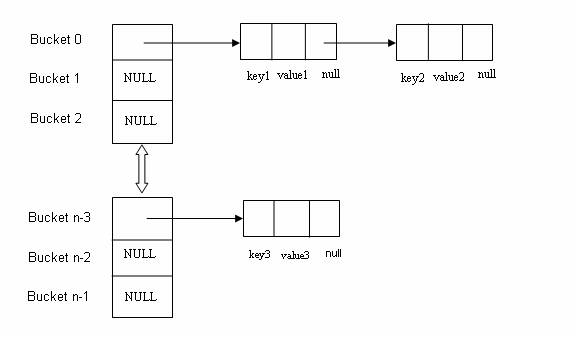 Bucket 0
Bucket 1 NULL key1 value1 null key2 value2 null
Bucket 2 NULL
Bucket n-3
Bucket n-2 NULL key3 value3 null
Bucket n-1 NULL